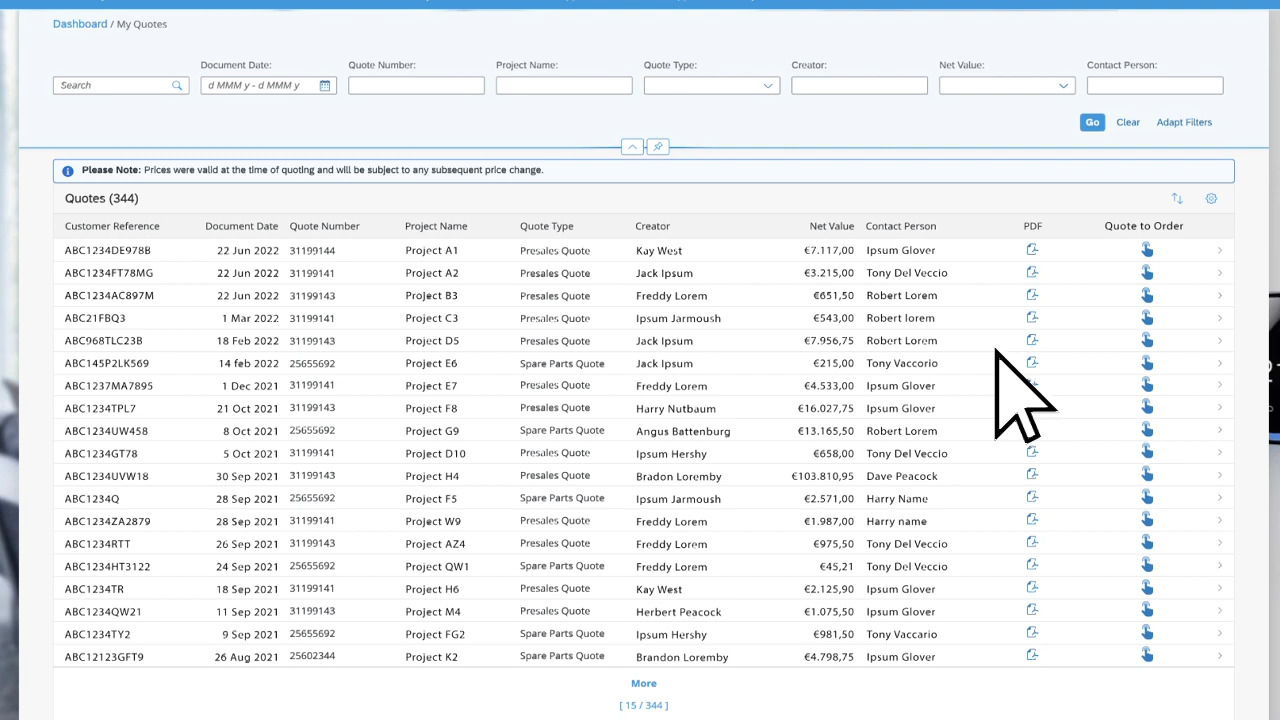 Dashboard / My Quotes
Document Date: Quote Number: Project Name: Quote Type: Creator: Net Value: Contact Person:
Search d MMM y - d MMM y
Go Clear Adapt Filters
Please Note: Prices were valid at the time of quoting and will be subject to any subsequent price change.
Quotes (344)
Customer Reference Document Date Quote Number Project Name Quote Type Creator Net Value Contact Person PDF Quote to Order
ABC1234DE978B 22 Jun 2022 31199144 Project A1 Presales Quote Kay West €7.117,00 Ipsum Glover
ABC1234FT78MG 22 Jun 2022 31199141 Project A2 Presales Quote Jack Ipsum €3.215,00 Tony Del Veccio
ABC1234AC897M 22 Jun 2022 31199143 Project B3 Presales Quote Freddy Lorem €651,50 Robert Lorem
ABC21FBQ3 1 Mar 2022 31199141 Project C3 Presales Quote Ipsum Jarmoush €543,00 Robert lorem
ABC968TLC23B 18 Feb 2022 31199143 Project D5 Presales Quote Jack Ipsum €7.956,75 Robert Lorem
ABC145P2LK569 14 feb 2022 25655692 Project E6 Spare Parts Quote Jack Ipsum €215,00 Tony Vaccorio
ABC1237MA7895 1 Dec 2021 31199141 Project E7 Presales Quote Freddy Lorem €4.533,00 Ipsum Glover
ABC1234TPL7 21 Oct 2021 31199143 Project F8 Presales Quote Harry Nutbaum €16.027,75 Ipsum Glover
ABC1234UW458 8 Oct 2021 25655692 Project G9 Spare Parts Quote Angus Battenburg €13.165,50 Robert Lorem
ABC1234GT78 5 Oct 2021 31199141 Project D10 Presales Quote Ipsum Hershy €658,00 Tony Del Veccio
ABC1234UVW18 30 Sep 2021 31199143 Project H4 Presales Quote Bradon Loremby €103.810,95 Dave Peacock
ABC1234Q 28 Sep 2021 25655692 Project F5 Spare Parts Quote Ipsum Jarmoush €2.571,00 Harry Name
ABC1234ZA2879 28 Sep 2021 31199141 Project W9 Presales Quote Freddy Lorem €1.987,00 Harry name
ABC1234RTT 26 Sep 2021 31199143 Project AZ4 Presales Quote Freddy Lorem €975,50 Tony Del Veccio
ABC1234HT3122 24 Sep 2021 25655692 Project QW1 Spare Parts Quote Freddy Lorem €45,21 Tony Del Veccio
ABC1234TR 18 Sep 2021 31199141 Project H6 Presales Quote Kay West €2.125,90 Ipsum Glover
ABC1234QW21 11 Sep 2021 31199143 Project M4 Presales Quote Herbert Peacock €1.075,50 Ipsum Glover
ABC1234TY2 9 Sep 2021 25655692 Project FG2 Spare Parts Quote Ipsum Hershy €981,50 Tony Vaccario
ABC12123GFT9 26 Aug 2021 25602344 Project K2 Spare Parts Quote Brandon Loremby €4.798,75 Ipsum Glover
More
[ 15 / 344 ]